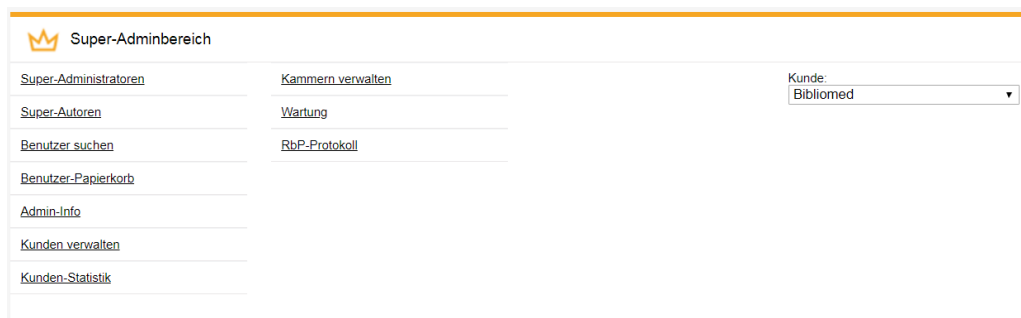 Super-Adminbereich
Super-Administratoren
Super-Autoren
Benutzer suchen
Benutzer-Papierkorb
Admin-Info
Kunden verwalten
Kunden-Statistik
Kammern verwalten
Wartung
RbP-Protokoll
Kunde:
Bibliomed